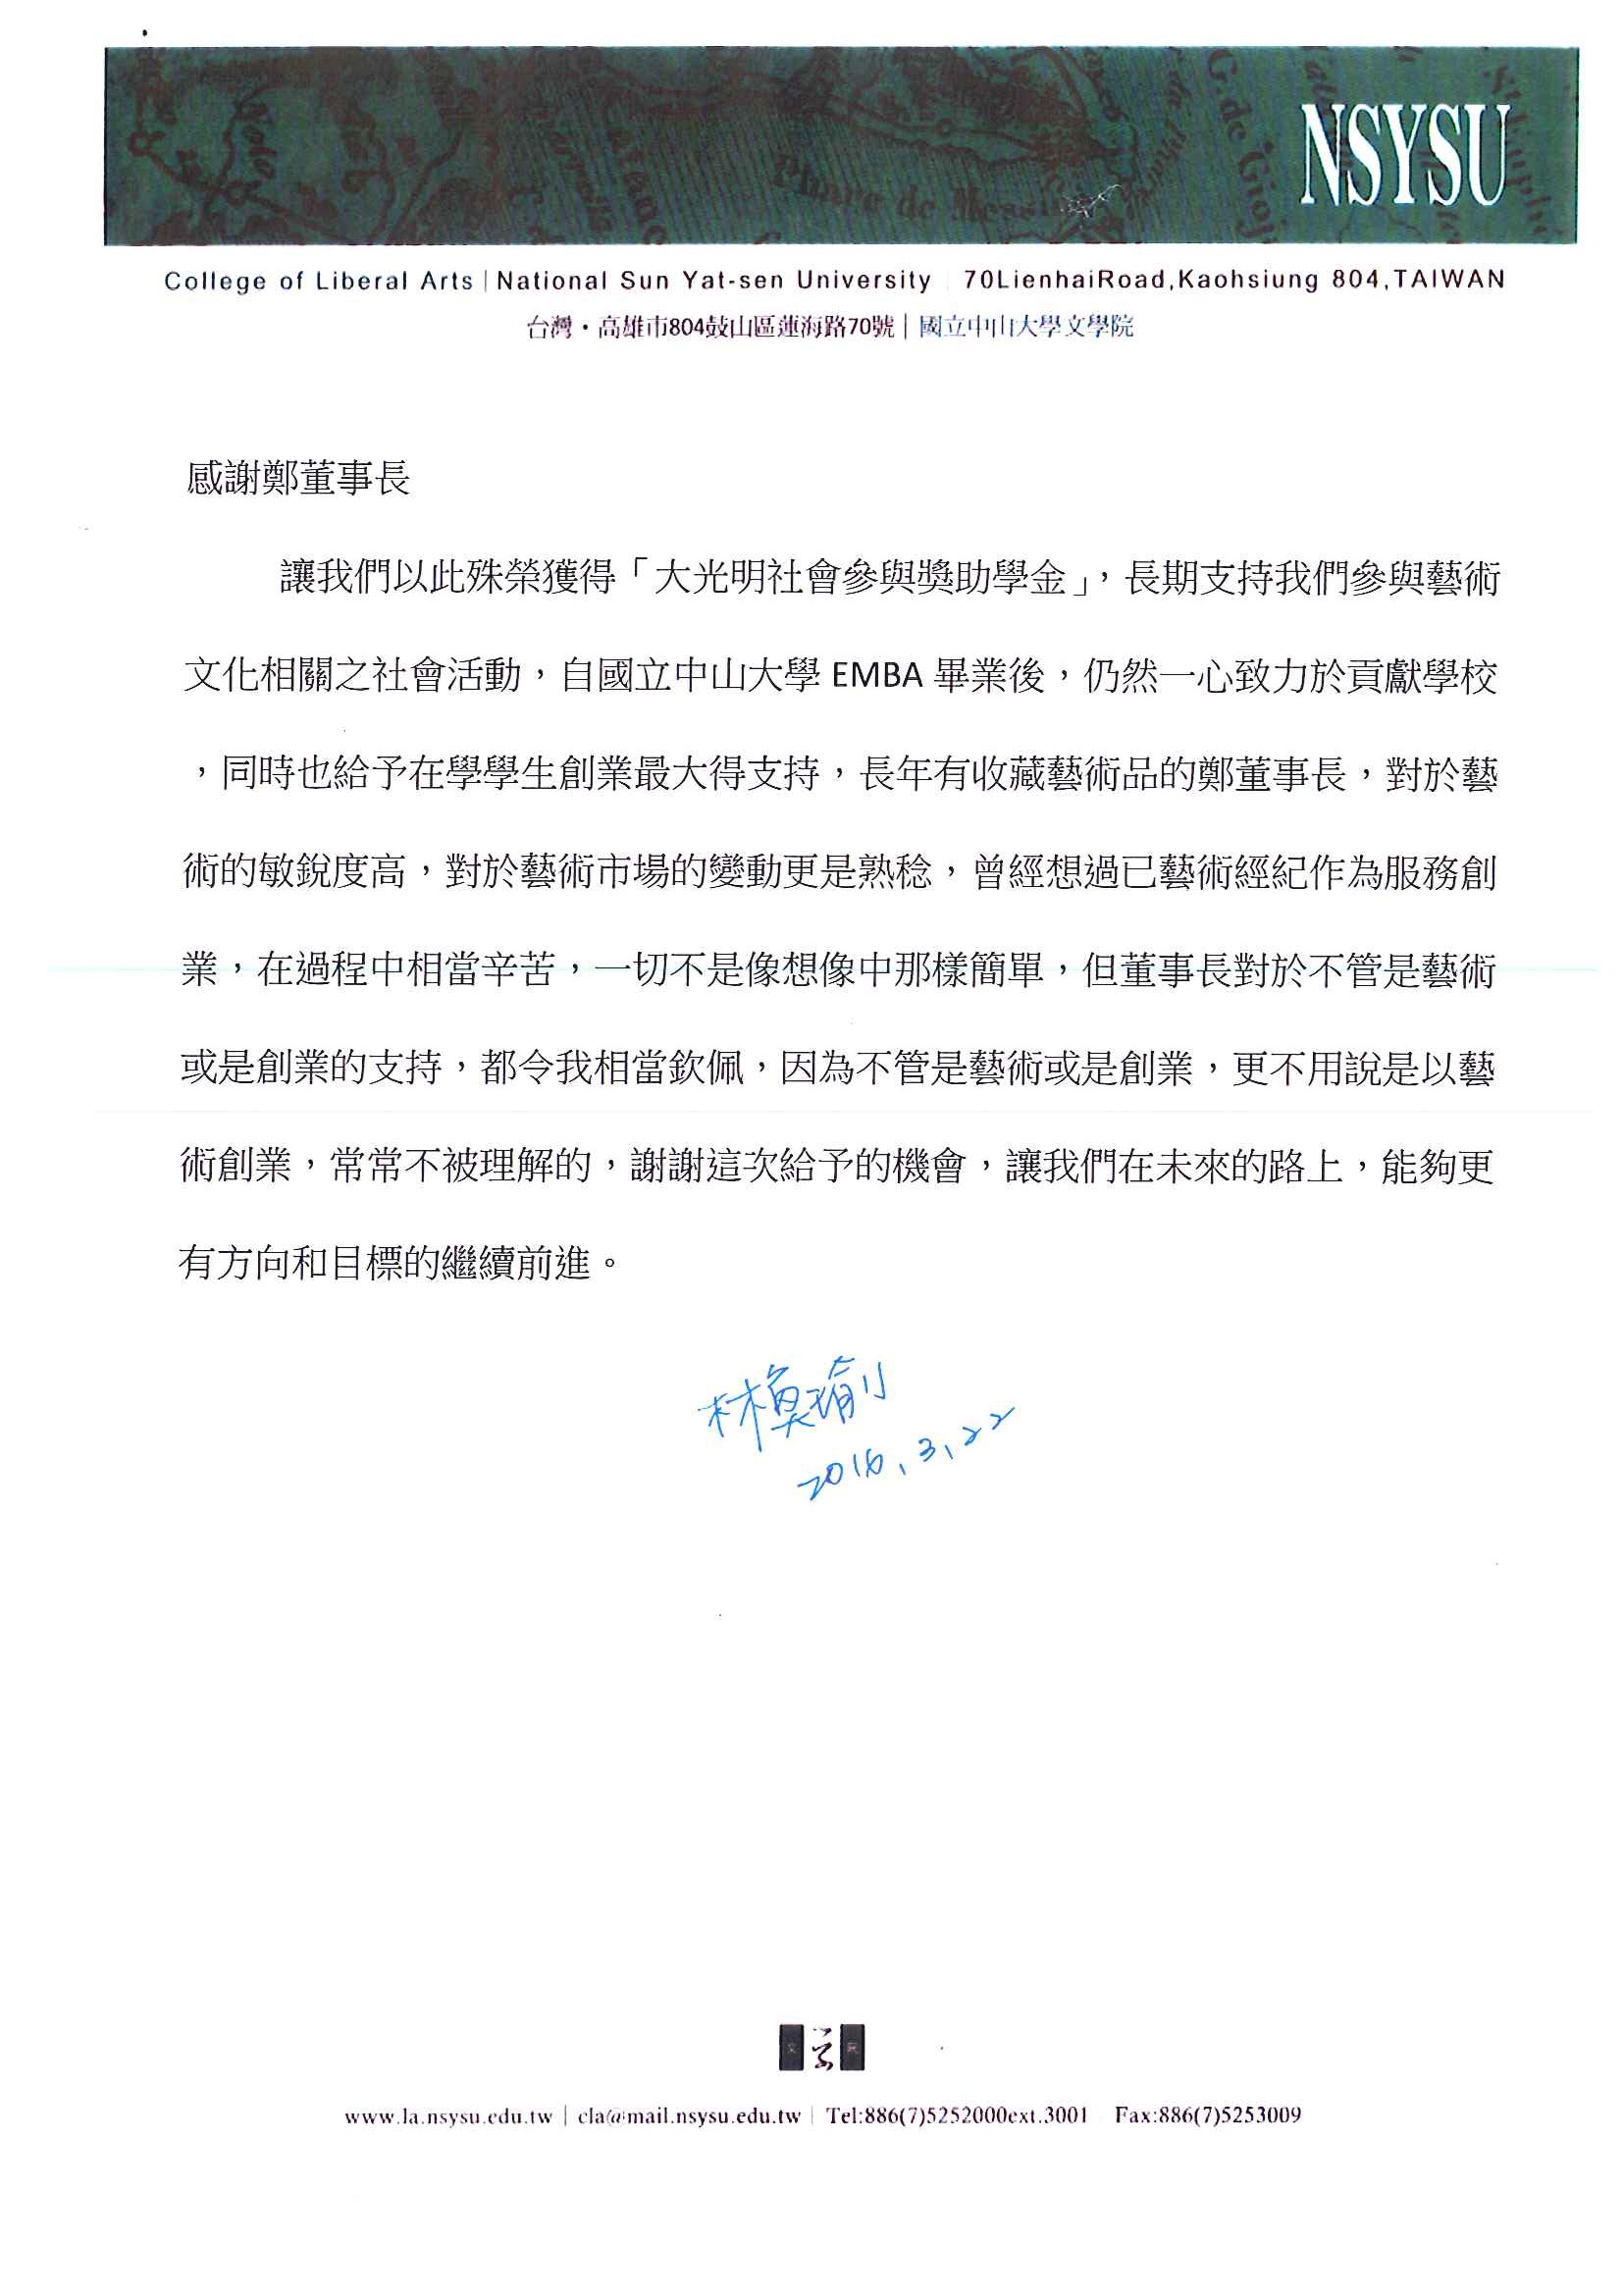 NSYSU
College of Liberal Arts | National Sun Yat-sen University | 70LienhaiRoad,Kaohsiung 804,TAIWAN
台灣・高雄市804鼓山區蓮海路70號 | 國立中山大學文學院
感謝鄭董事長
讓我們以此殊榮獲得「大光明社會參與獎助學金」，長期支持我們參與藝術
文化相關之社會活動，自國立中山大學 EMBA 畢業後，仍然一心致力於貢獻學校
，同時也給予在學學生創業最大得支持，長年有收藏藝術品的鄭董事長，對於藝
術的敏銳度高，對於藝術市場的變動更是熟稔，曾經想過已藝術經紀作為服務創
業，在過程中相當辛苦，一切不是像想像中那樣簡單，但董事長對於不管是藝術
或是創業的支持，都令我相當欽佩，因為不管是藝術或是創業，更不用說是以藝
術創業，常常不被理解的，謝謝這次給予的機會，讓我們在未來的路上，能夠更
有方向和目標的繼續前進。
林
2016.3.22
www.la.nsysu.edu.tw | cla@mail.nsysu.edu.tw | Tel:886(7)5252000ext.3001 Fax:886(7)5253009